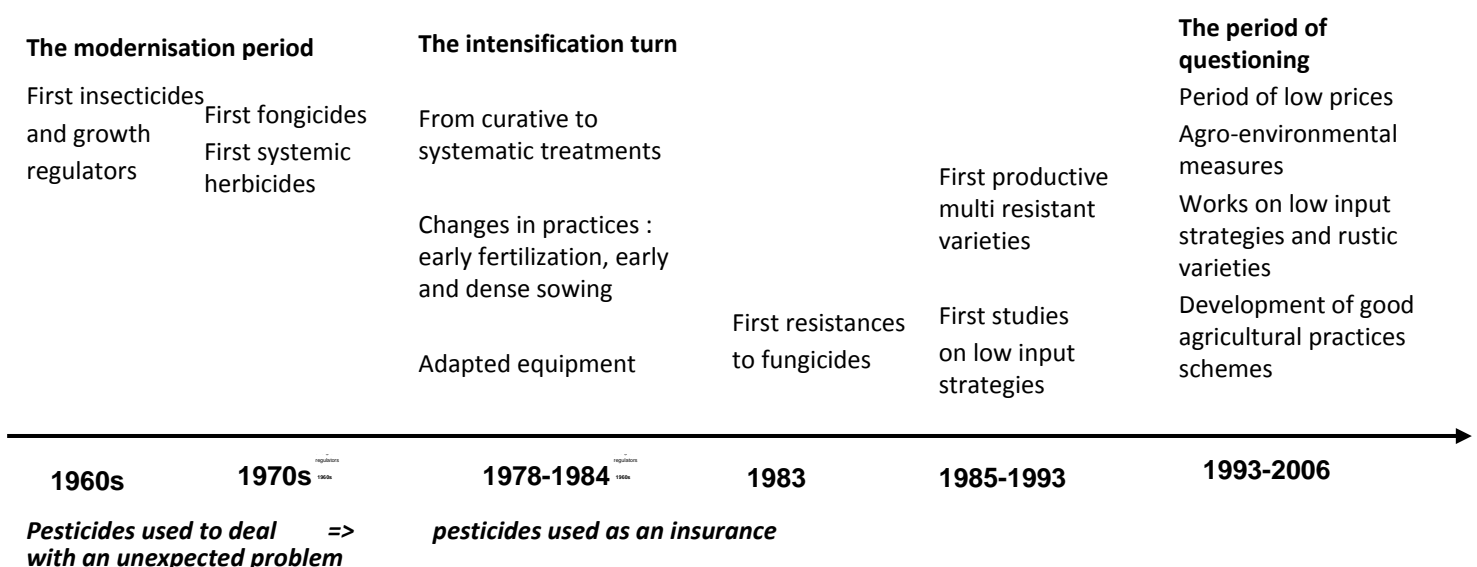 The modernisation period
First insecticides
and growth
regulators
First fongicides
First systemic
herbicides
The intensification turn
From curative to
systematic treatments
Changes in practices :
early fertilization, early
and dense sowing
Adapted equipment
First resistances
to fungicides
First productive
multi resistant
varieties
First studies
on low input
strategies
The period of
questioning
Period of low prices
Agro-environmental
measures
Works on low input
strategies and rustic
varieties
Development of good
agricultural practices
schemes
1960s
1970s
regulators
1960s
1978-1984
regulators
1960s
1983
1985-1993
1993-2006
Pesticides used to deal => pesticides used as an insurance
with an unexpected problem